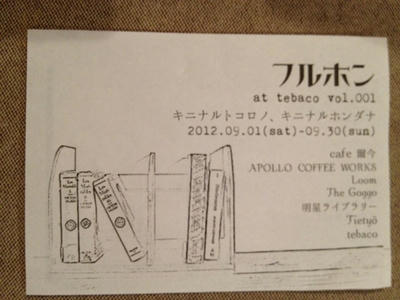 フルホン
at tebaco vol.001
キニナルトコロノ、キニナルホンダナ
2012.09.01(sat)-09.30(sun)
cafe 爾今
APOLLO COFFEE WORKS
Loom
The Goggo
明星ライブラリー
Tietyö
tebaco